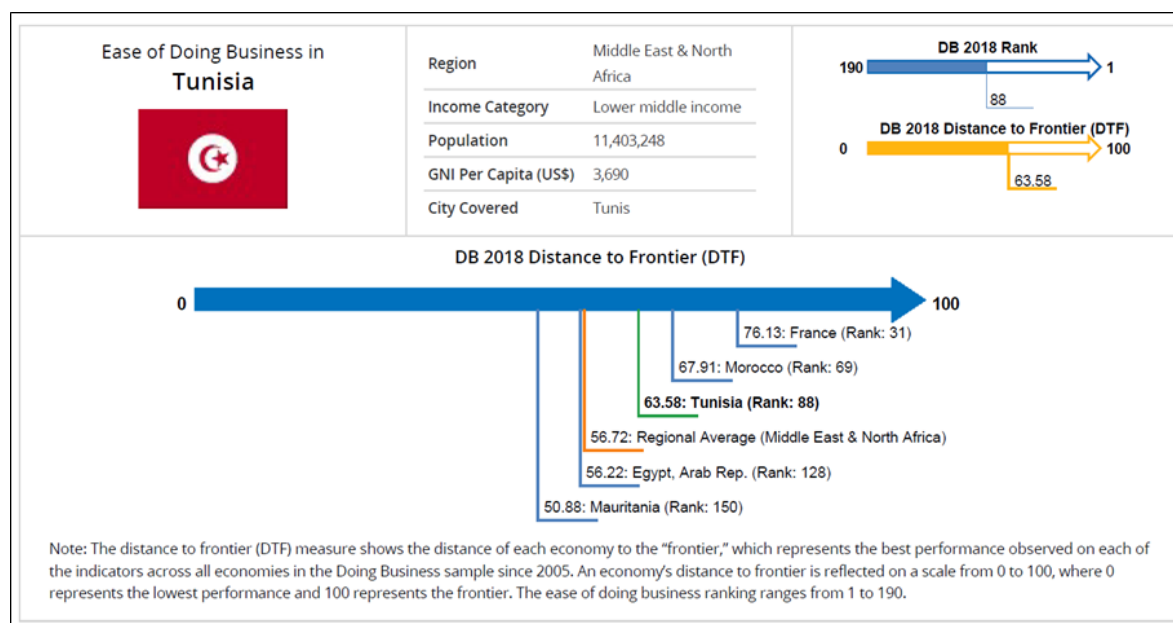 Ease of Doing Business in
Tunisia
Region Middle East & North
Africa
Income Category Lower middle income
Population 11,403,248
GNI Per Capita (US$) 3,690
City Covered Tunis
DB 2018 Rank
190 1
88
DB 2018 Distance to Frontier (DTF)
0 100
63.58
DB 2018 Distance to Frontier (DTF)
0 100
76.13: France (Rank: 31)
67.91: Morocco (Rank: 69)
63.58: Tunisia (Rank: 88)
56.72: Regional Average (Middle East & North Africa)
56.22: Egypt, Arab Rep. (Rank: 128)
50.88: Mauritania (Rank: 150)
Note: The distance to frontier (DTF) measure shows the distance of each economy to the “frontier,” which represents the best performance observed on each of
the indicators across all economies in the Doing Business sample since 2005. An economy’s distance to frontier is reflected on a scale from 0 to 100, where 0
represents the lowest performance and 100 represents the frontier. The ease of doing business ranking ranges from 1 to 190.